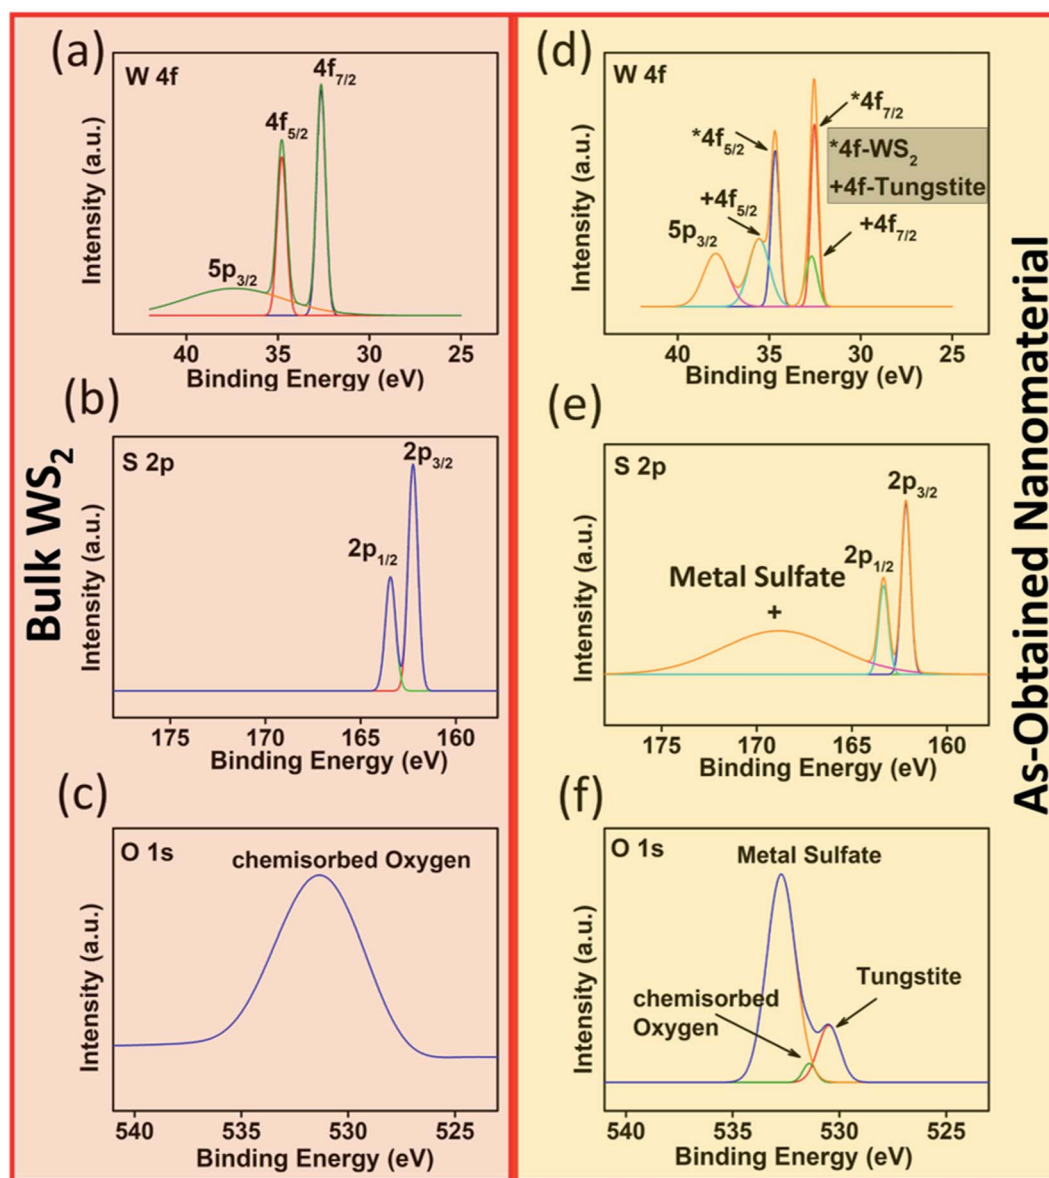 Bulk WS₂
(a)
W 4f
4f₇/₂
4f₅/₂
5p₃/₂
Intensity (a.u.)
40 35 30 25
Binding Energy (eV)
(b)
S 2p
2p₃/₂
2p₁/₂
Intensity (a.u.)
175 170 165 160
Binding Energy (eV)
(c)
O 1s
chemisorbed Oxygen
Intensity (a.u.)
540 535 530 525
Binding Energy (eV)
As-Obtained Nanomaterial
(d)
W 4f
*4f₇/₂
*4f₅/₂
*4f-WS₂
+4f-Tungstite
+4f₅/₂
+4f₇/₂
5p₃/₂
Intensity (a.u.)
40 35 30 25
Binding Energy (eV)
(e)
S 2p
2p₃/₂
2p₁/₂
Metal Sulfate
+
Intensity (a.u.)
175 170 165 160
Binding Energy (eV)
(f)
O 1s
Metal Sulfate
Tungstite
chemisorbed
Oxygen
Intensity (a.u.)
540 535 530 525
Binding Energy (eV)